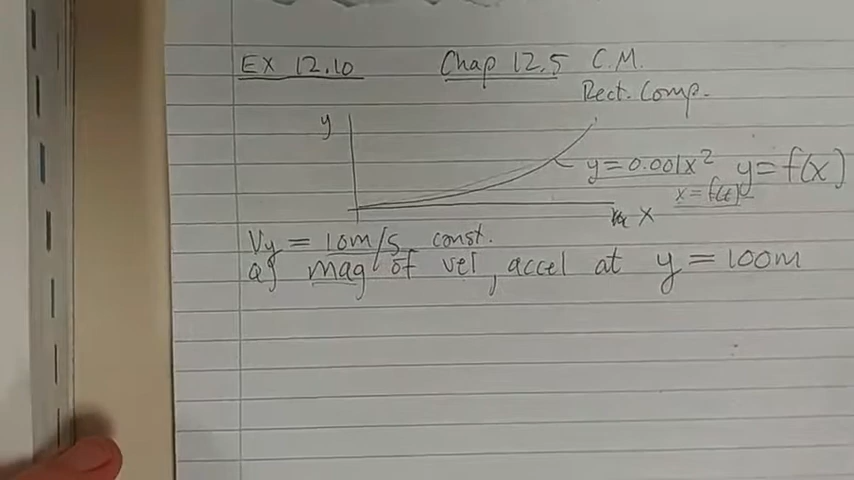 EX 12.10 Chap 12.5 C.M.
Rect. Comp.
y
y = 0.001x² y = f(x)
x = f(t)
x
Vy = 10m/s const.
a) mag of vel, accel at y = 100m